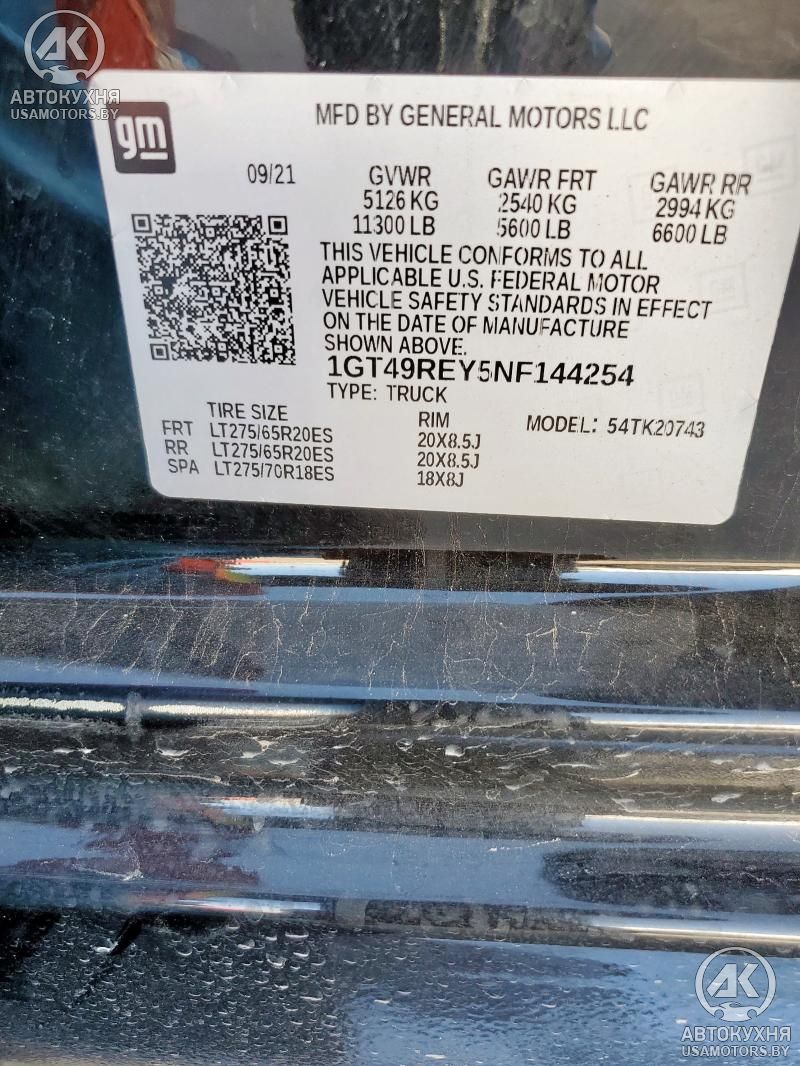 AK
АВТОКУХНЯ
USAMOTORS.BY
gm
MFD BY GENERAL MOTORS LLC
09/21
GVWR GAWR FRT GAWR RR
5126 KG 2540 KG 2994 KG
11300 LB 5600 LB 6600 LB
THIS VEHICLE CONFORMS TO ALL
APPLICABLE U.S. FEDERAL MOTOR
VEHICLE SAFETY STANDARDS IN EFFECT
ON THE DATE OF MANUFACTURE
SHOWN ABOVE.
1GT49REY5NF144254
TYPE: TRUCK
TIRE SIZE RIM MODEL: 54TK20743
FRT LT275/65R20ES 20X8.5J
RR LT275/65R20ES 20X8.5J
SPA LT275/70R18ES 18X8J
AK
АВТОКУХНЯ
USAMOTORS.BY